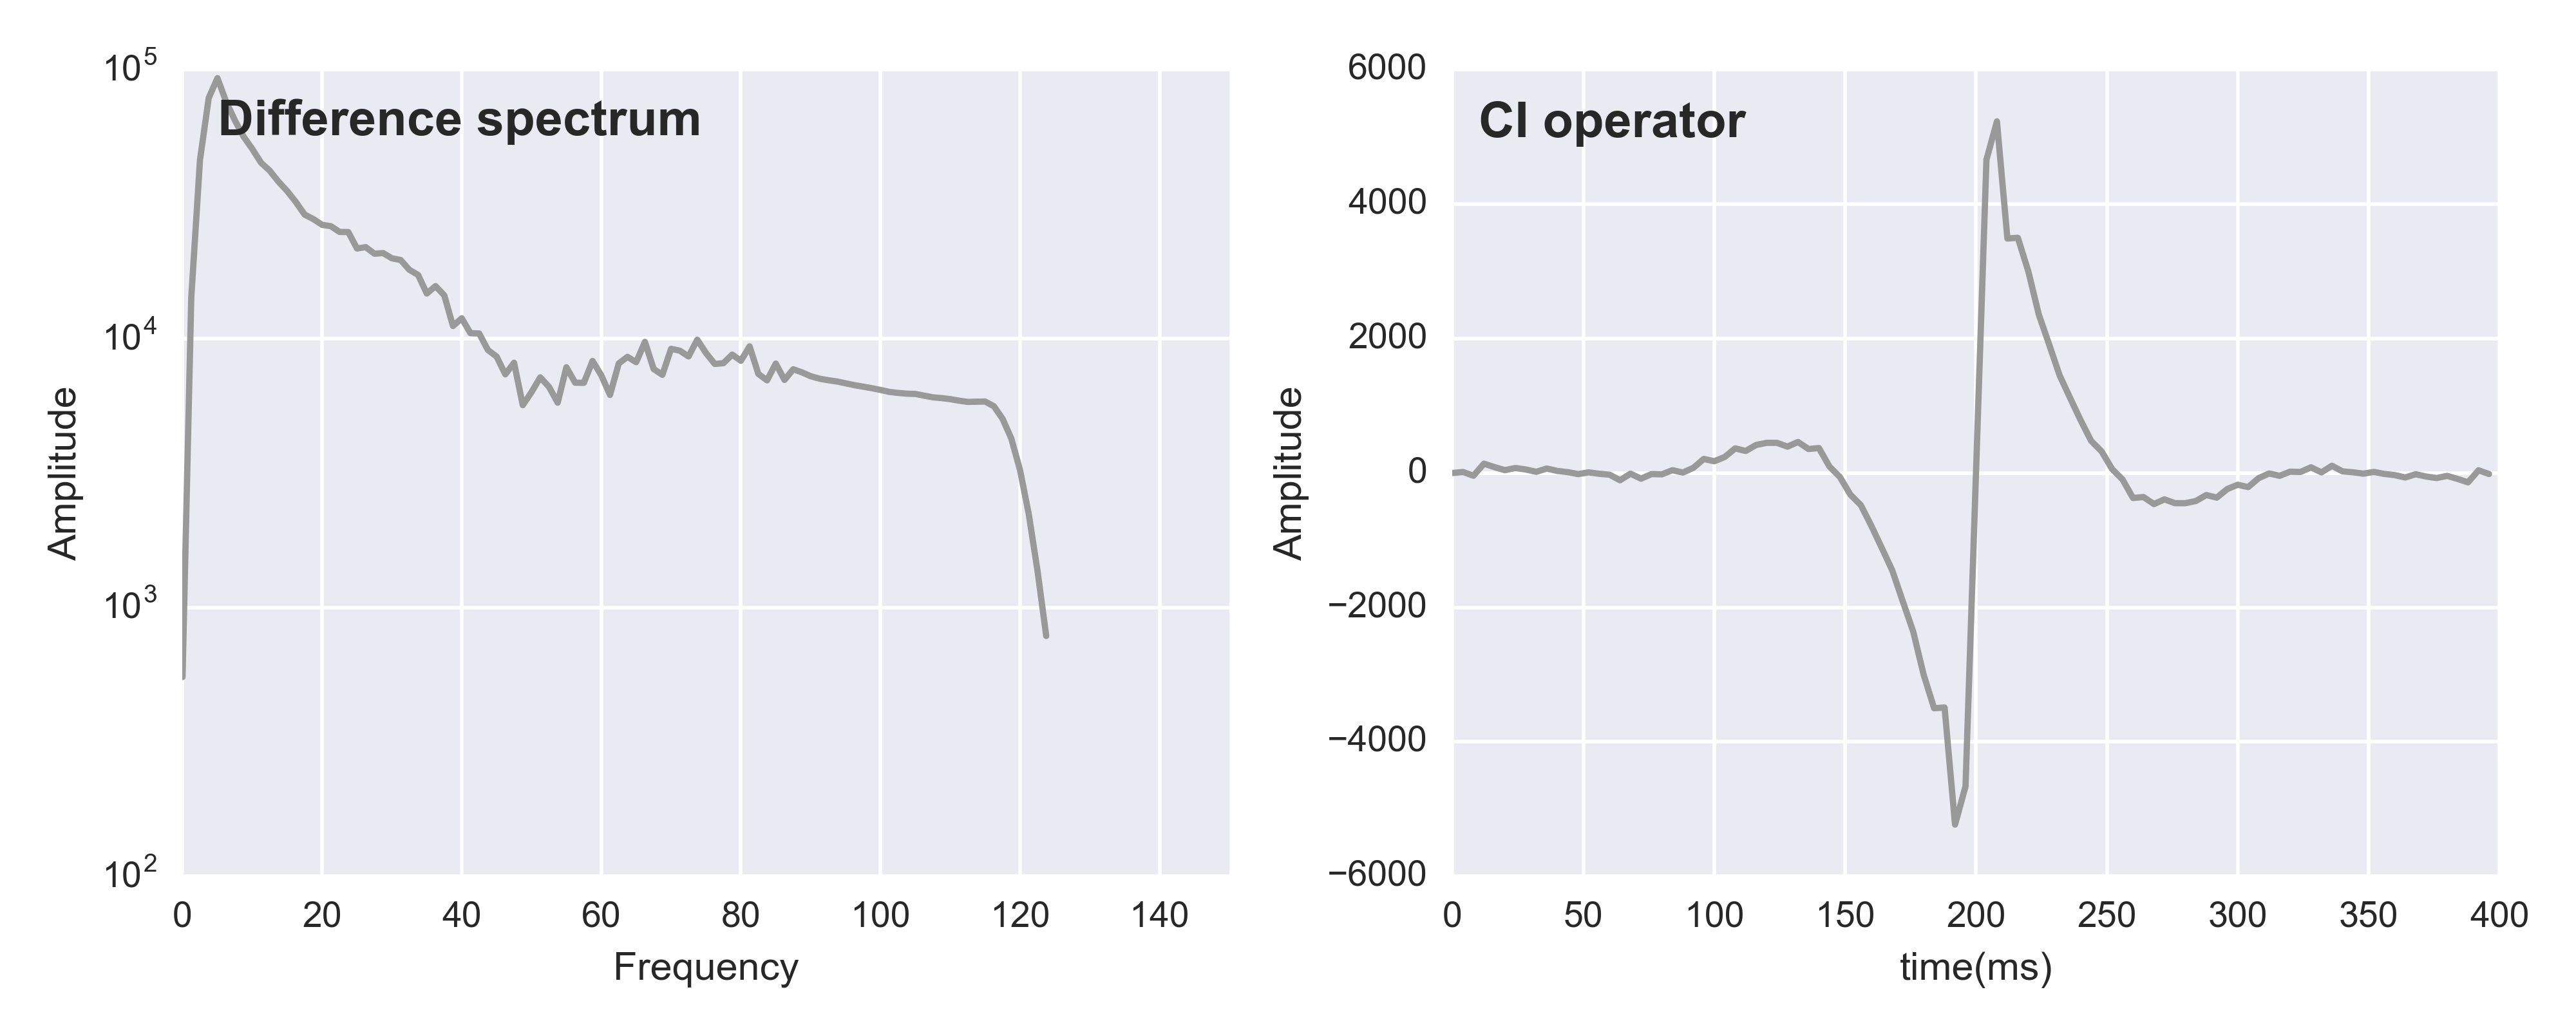 Difference spectrum
10^5
10^4
10^3
10^2
Amplitude
0 20 40 60 80 100 120 140
Frequency
CI operator
6000
4000
2000
0
−2000
−4000
−6000
Amplitude
0 50 100 150 200 250 300 350 400
time(ms)